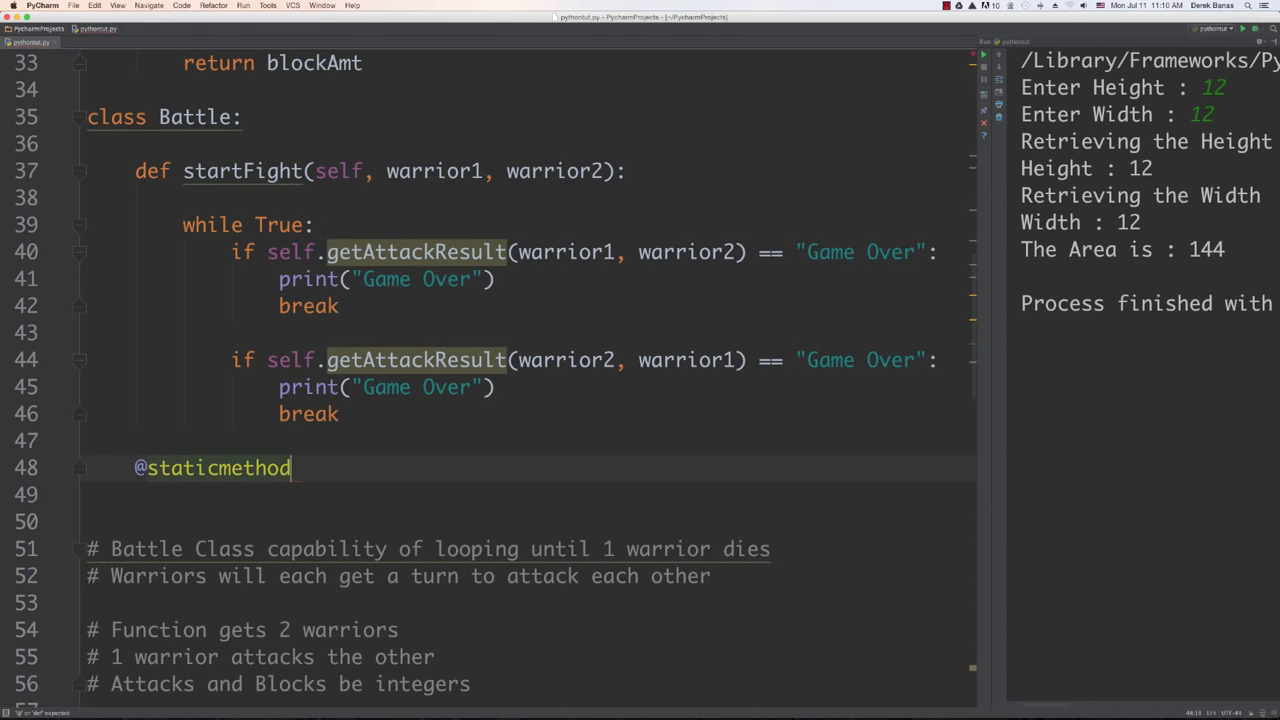 PyCharm File Edit View Navigate Code Refactor Run Tools VCS Window Help
10 Mon Jul 11 11:10 AM Derek Banas
pythontut.py - PycharmProjects - [~/PycharmProjects]
PycharmProjects pythontut.py pythontut
pythontut.py Run pythontut
33 return blockAmt
34
35 class Battle:
36
37 def startFight(self, warrior1, warrior2):
38
39 while True:
40 if self.getAttackResult(warrior1, warrior2) == "Game Over":
41 print("Game Over")
42 break
43
44 if self.getAttackResult(warrior2, warrior1) == "Game Over":
45 print("Game Over")
46 break
47
48 @staticmethod
49
50
51 # Battle Class capability of looping until 1 warrior dies
52 # Warriors will each get a turn to attack each other
53
54 # Function gets 2 warriors
55 # 1 warrior attacks the other
56 # Attacks and Blocks be integers
/Library/Frameworks/Py
Enter Height : 12
Enter Width : 12
Retrieving the Height
Height : 12
Retrieving the Width
Width : 12
The Area is : 144
Process finished with
48:18 LF UTF-8